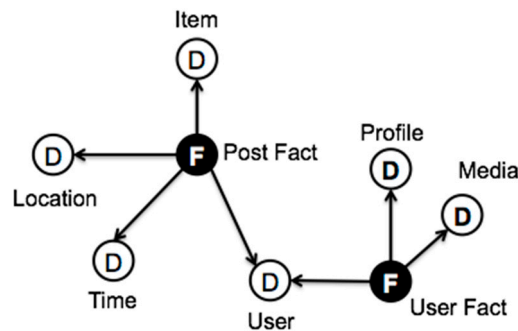 Item
D
Profile
Media
D
F Post Fact
D
D
Location
D
D
D
F
Time
User
User Fact